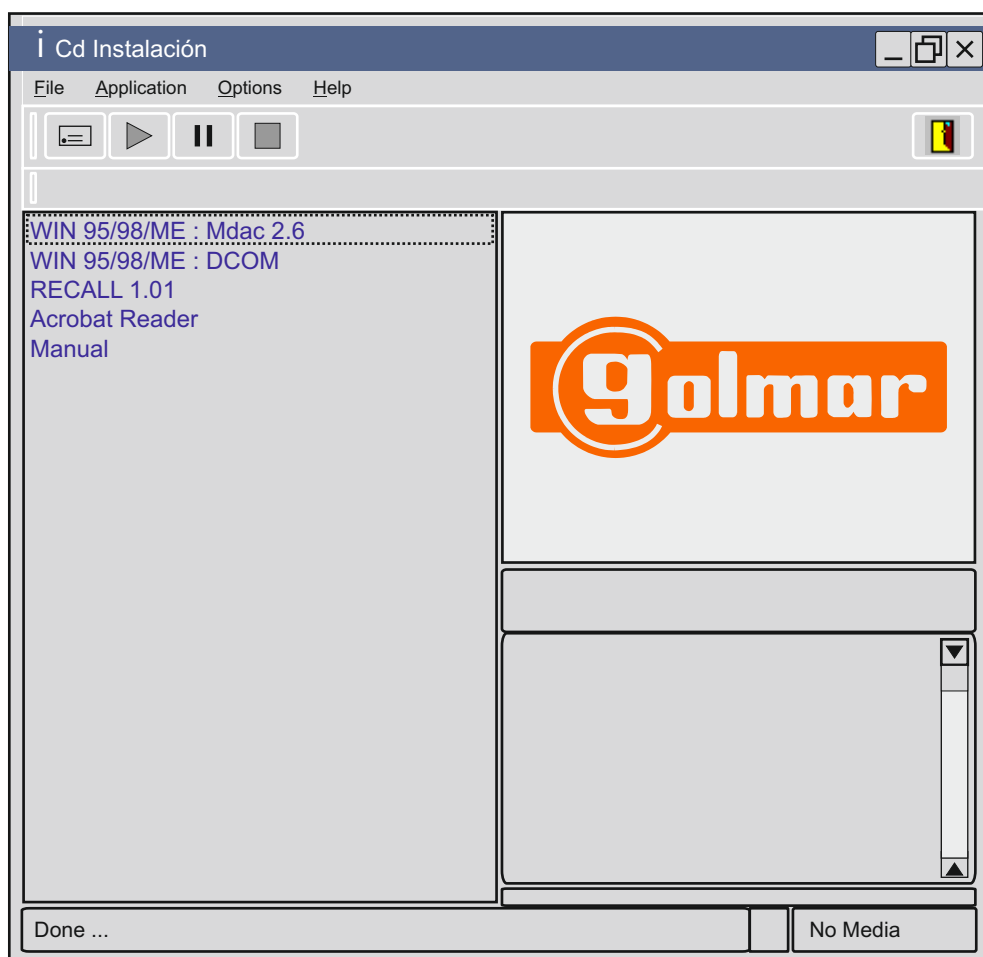 i Cd Instalación
File Application Options Help
WIN 95/98/ME : Mdac 2.6
WIN 95/98/ME : DCOM
RECALL 1.01
Acrobat Reader
Manual
golmar
Done ...
No Media